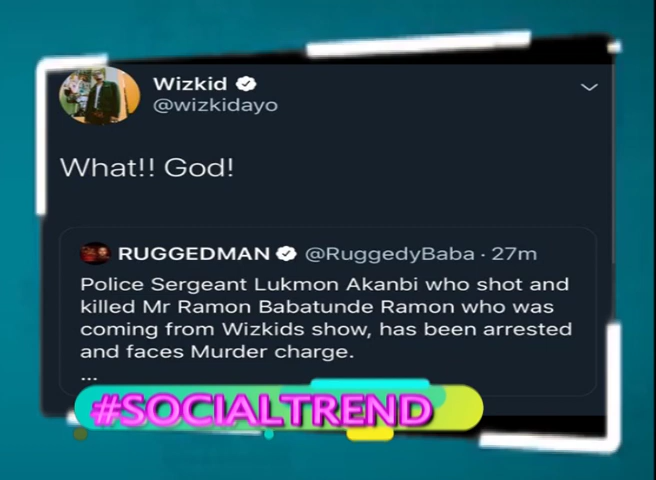 Wizkid
@wizkidayo
What!! God!
RUGGEDMAN @RuggedyBaba · 27m
Police Sergeant Lukmon Akanbi who shot and
killed Mr Ramon Babatunde Ramon who was
coming from Wizkids show, has been arrested
and faces Murder charge.
...
#SOCIALTREND